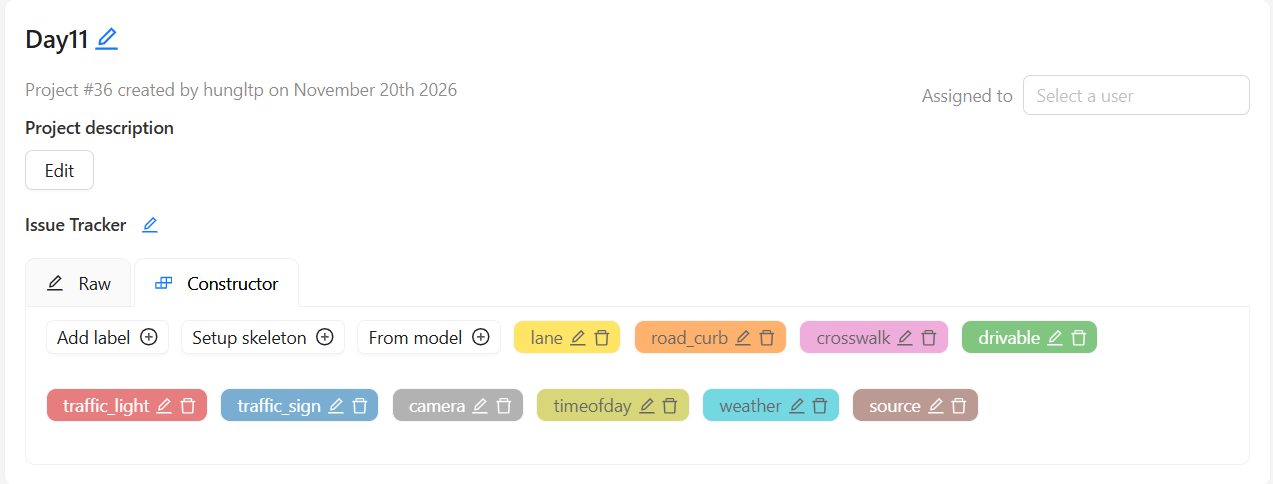 Day11
Project #36 created by hungltp on November 20th 2026
Assigned to Select a user
Project description
Edit
Issue Tracker
Raw Constructor
Add label Setup skeleton From model lane road_curb crosswalk drivable
traffic_light traffic_sign camera timeofday weather source